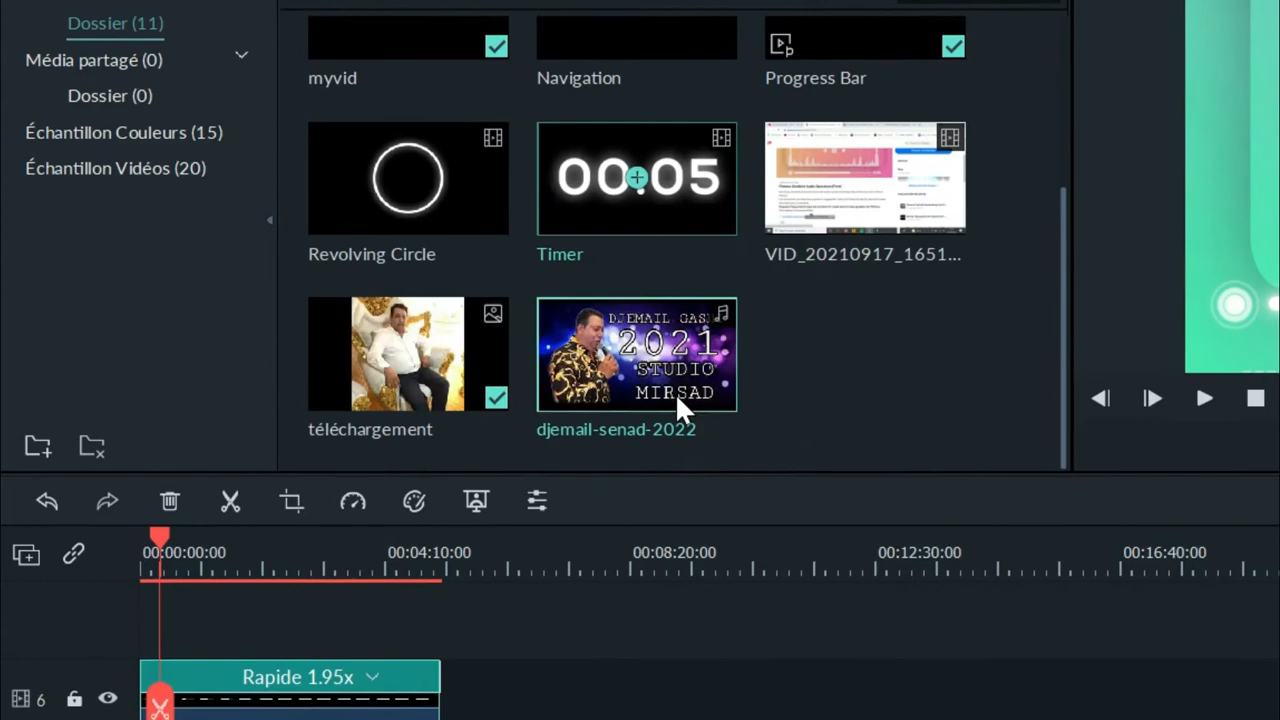 Dossier (11)
Média partagé (0)
Dossier (0)
Échantillon Couleurs (15)
Échantillon Vidéos (20)
myvid
Navigation
Progress Bar
00:05
Revolving Circle
Timer
VID_20210917_1651...
DJEMAIL GAS
2021
STUDIO
MIRSAD
téléchargement
djemail-senad-2022
00:00:00:00
00:04:10:00
00:08:20:00
00:12:30:00
00:16:40:00
Rapide 1.95x
6